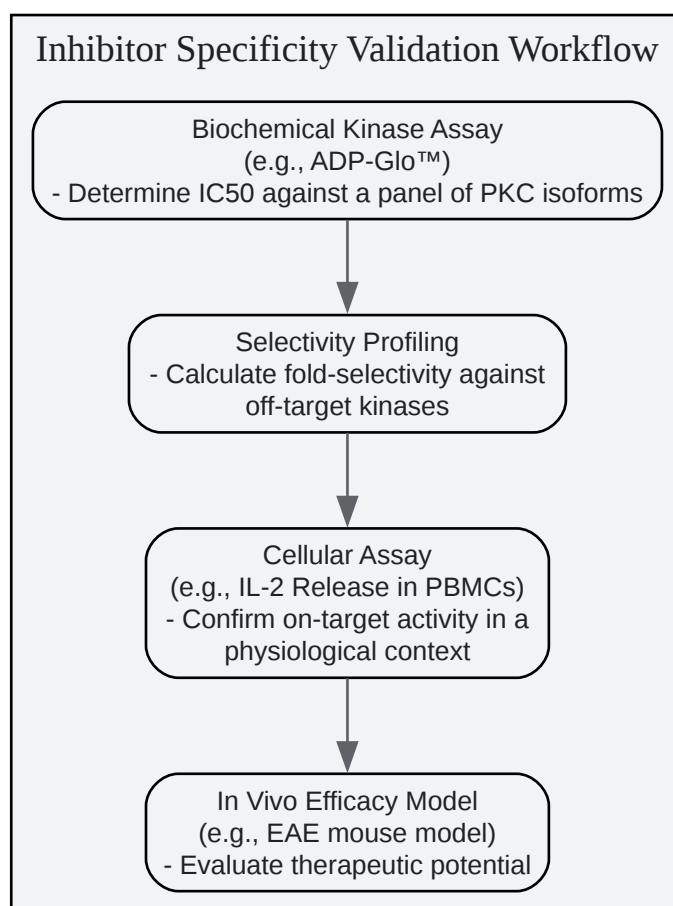 Inhibitor Specificity Validation Workflow
Biochemical Kinase Assay
(e.g., ADP-Glo™)
- Determine IC50 against a panel of PKC isoforms
Selectivity Profiling
- Calculate fold-selectivity against
off-target kinases
Cellular Assay
(e.g., IL-2 Release in PBMCs)
- Confirm on-target activity in a
physiological context
In Vivo Efficacy Model
(e.g., EAE mouse model)
- Evaluate therapeutic potential